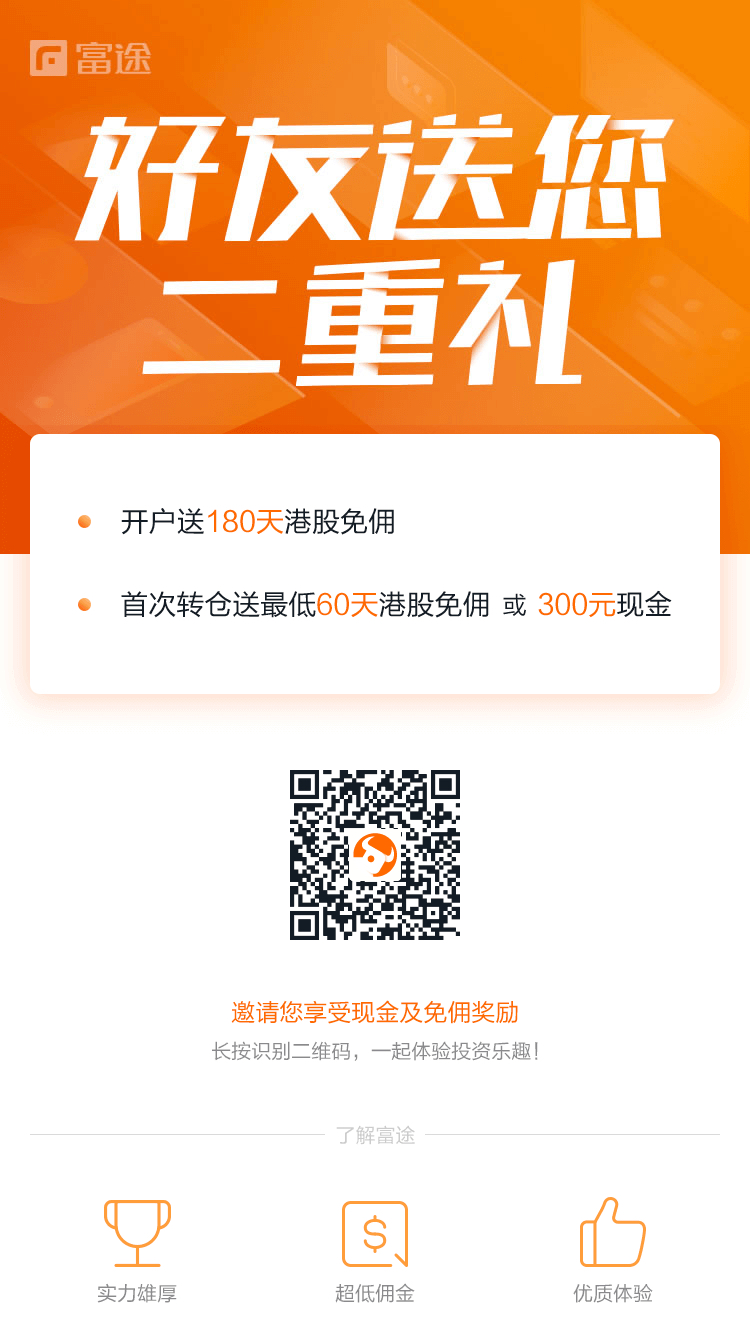 富途
好友送您
二重礼
开户送180天港股免佣
首次转仓送最低60天港股免佣 或 300元现金
邀请您享受现金及免佣奖励
长按识别二维码，一起体验投资乐趣！
了解富途
实力雄厚 超低佣金 优质体验